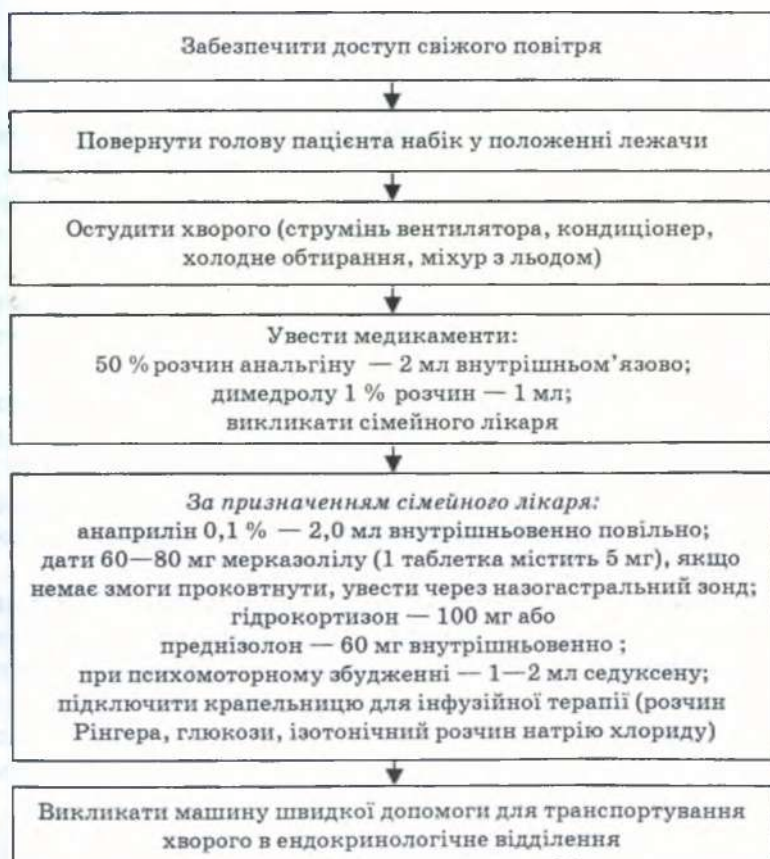 Забезпечити доступ свіжого повітря
Повернути голову пацієнта набік у положенні лежачи
Остудити хворого (струмінь вентилятора, кондиціонер,
холодне обтирання, міхур з льодом)
Увести медикаменти:
50 % розчин анальгіну — 2 мл внутрішньом’язово;
димедролу 1 % розчин — 1 мл;
викликати сімейного лікаря
За призначенням сімейного лікаря:
анаприлін 0,1 % — 2,0 мл внутрішньовенно повільно;
дати 60—80 мг мерказолілу (1 таблетка містить 5 мг), якщо
немає змоги проковтнути, увести через назогастральний зонд;
гідрокортизон — 100 мг або
преднізолон — 60 мг внутрішньовенно ;
при психомоторному збудженні — 1—2 мл седуксену;
підключити крапельницю для інфузійної терапії (розчин
Рінгера, глюкози, ізотонічний розчин натрію хлориду)
Викликати машину швидкої допомоги для транспортування
хворого в ендокринологічне відділення